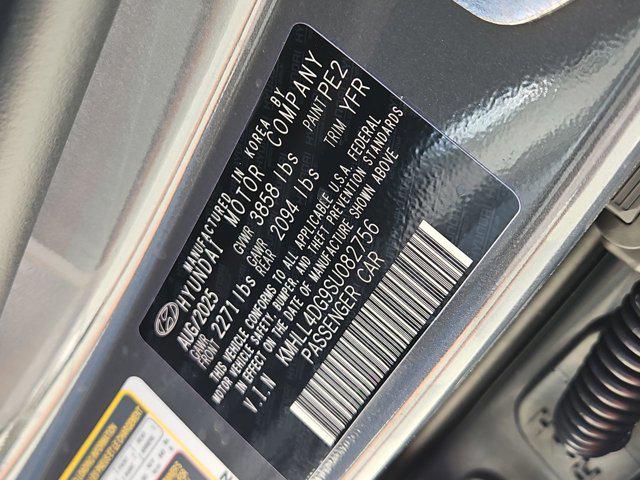 MANUFACTURED IN KOREA BY
HYUNDAI MOTOR COMPANY
AUG/2025 GVWR 3858 lbs PAINT PE2
GAWR FRONT 2271 lbs GAWR REAR 2094 lbs TRIM YFR
THIS VEHICLE CONFORMS TO ALL APPLICABLE U.S.A. FEDERAL
MOTOR VEHICLE SAFETY, BUMPER, AND THEFT PREVENTION STANDARDS
IN EFFECT ON THE DATE OF MANUFACTURE SHOWN ABOVE
V.I.N KMHLL4DG9SU082756
PASSENGER CAR